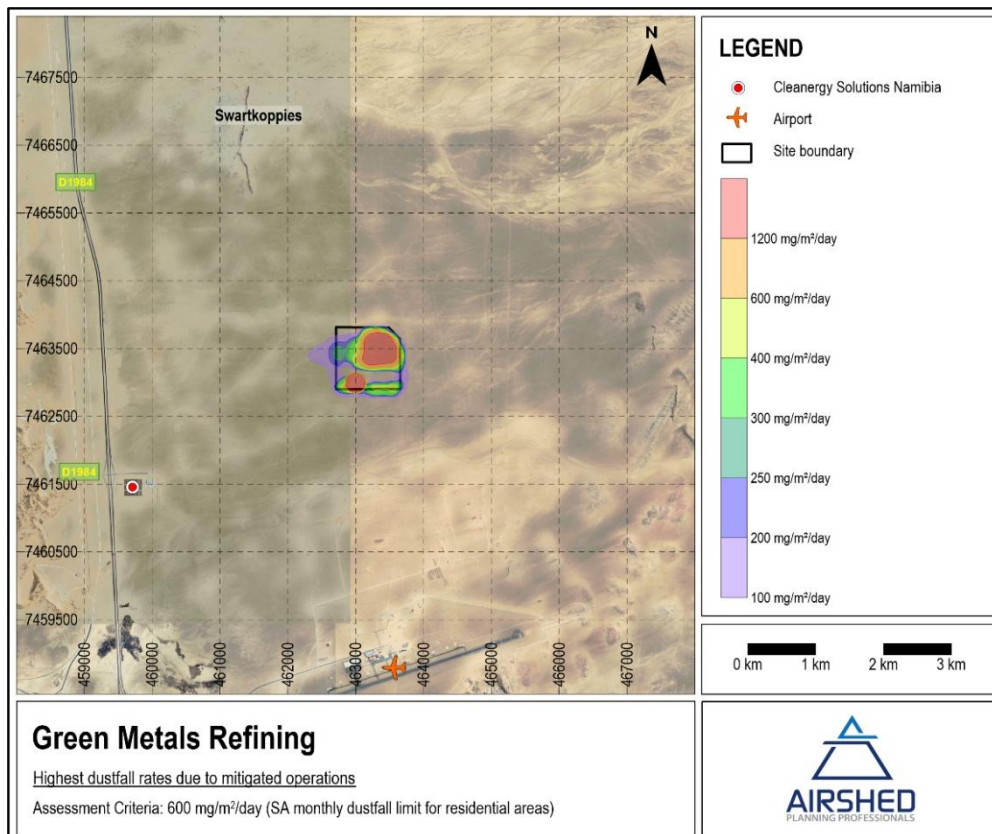 N
7467500
Swartkoppies
7466500
D1984
7465500
7464500
7463500
7462500
D1984
7461500
7460500
7459500
459000
460000
461000
462000
463000
464000
465000
466000
467000
LEGEND
Cleanergy Solutions Namibia
Airport
Site boundary
1200 mg/m²/day
600 mg/m²/day
400 mg/m²/day
300 mg/m²/day
250 mg/m²/day
200 mg/m²/day
100 mg/m²/day
0 km 1 km 2 km 3 km
Green Metals Refining
Highest dustfall rates due to mitigated operations
Assessment Criteria: 600 mg/m²/day (SA monthly dustfall limit for residential areas)
AIRSHED
PLANNING PROFESSIONALS